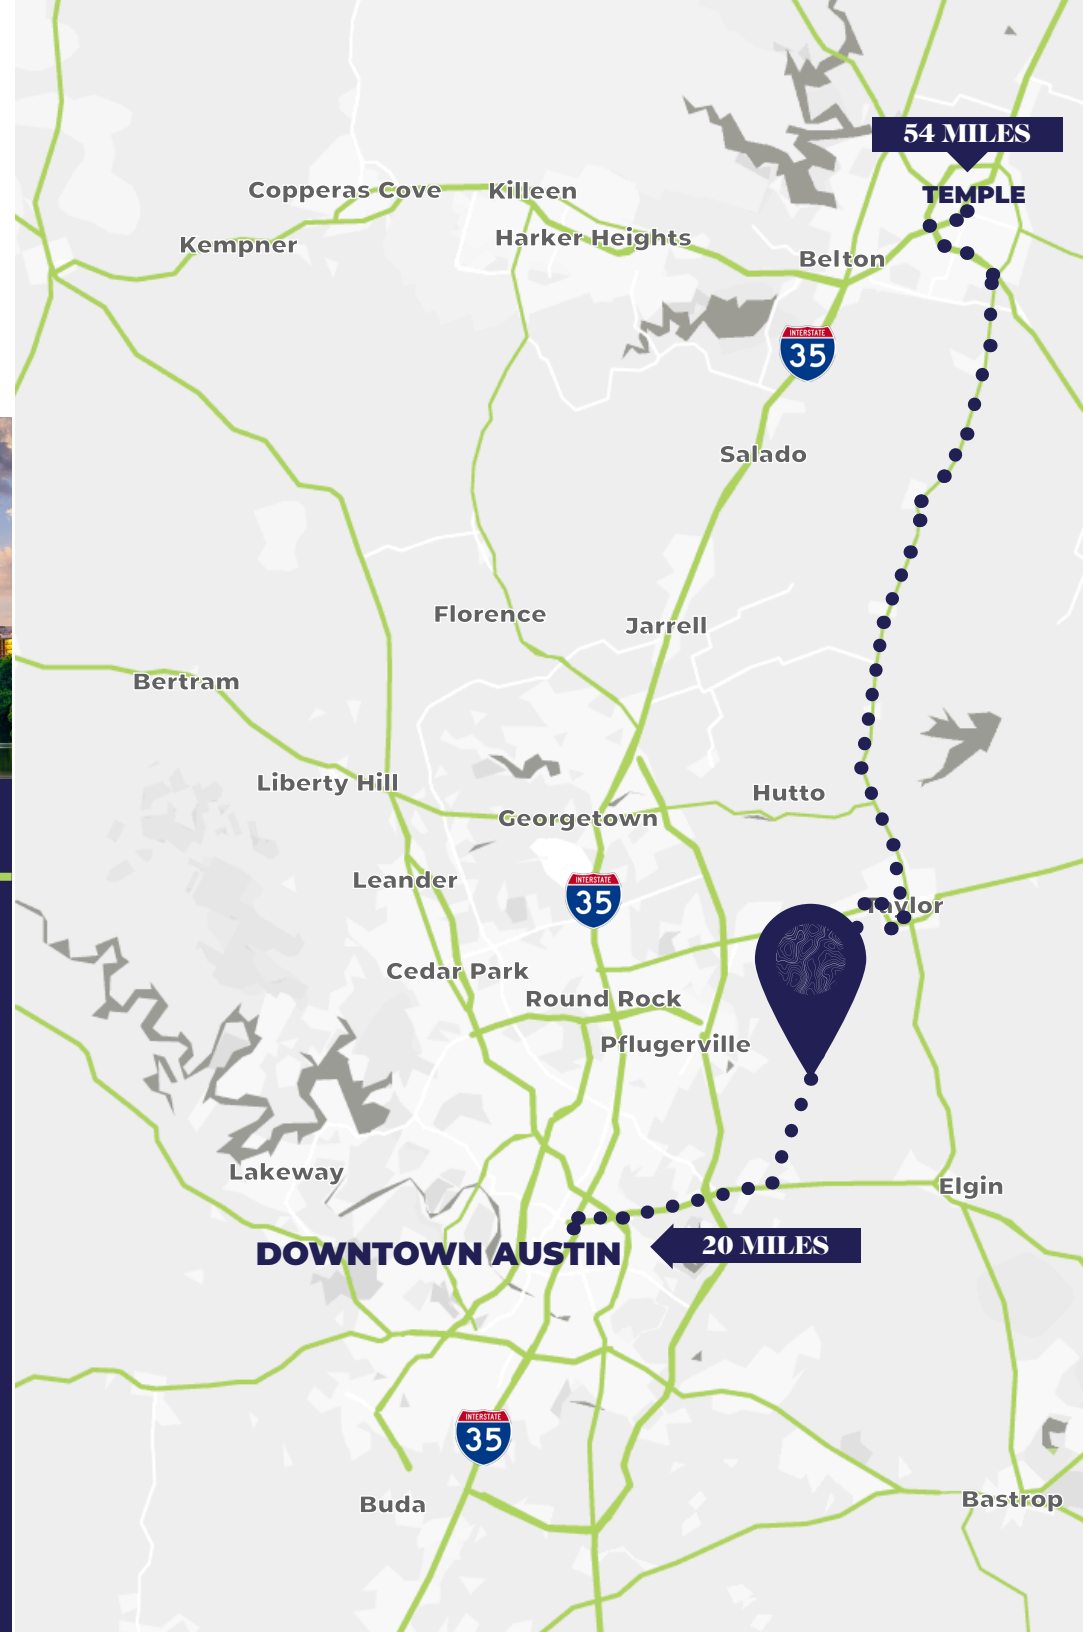 54 MILES
TEMPLE
Copperas Cove
Killeen
Kempner
Harker Heights
Belton
INTERSTATE
35
Salado
Florence
Jarrell
Bertram
Liberty Hill
Hutto
Georgetown
Leander
INTERSTATE
35
Taylor
Cedar Park
Round Rock
Pflugerville
Lakeway
Elgin
DOWNTOWN AUSTIN
20 MILES
INTERSTATE
35
Buda
Bastrop